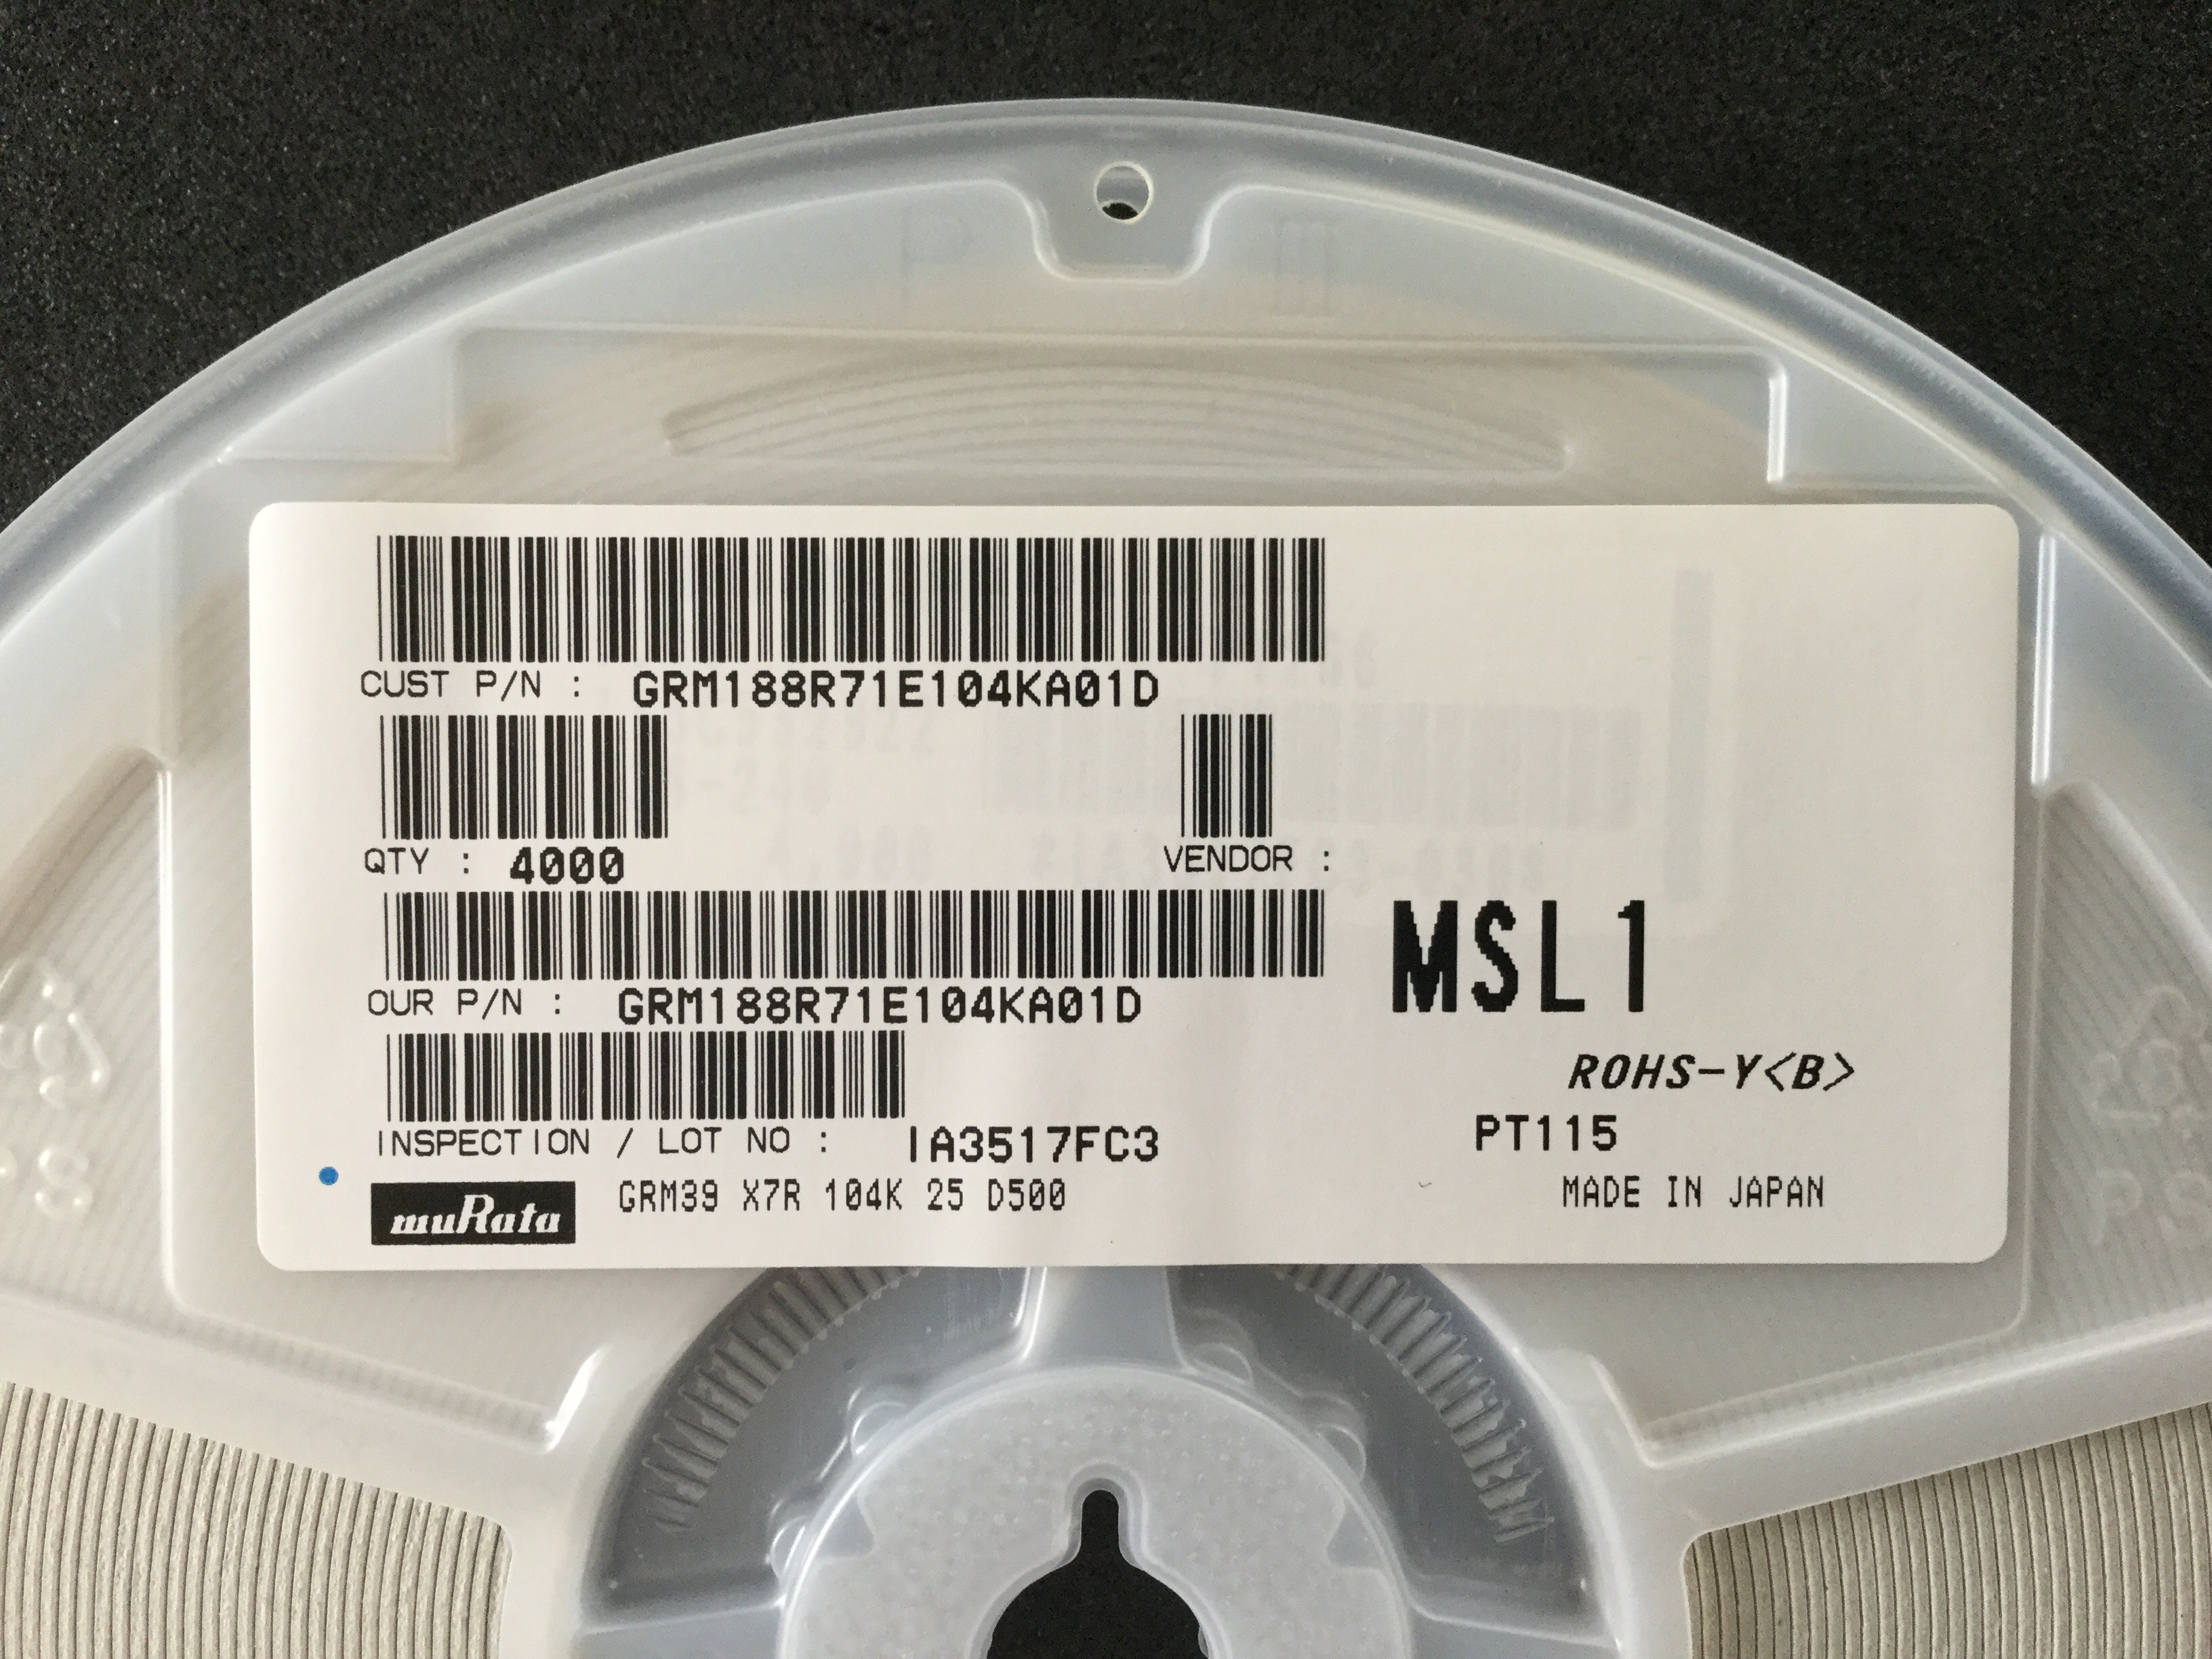 CUST P/N : GRM188R71E104KA01D
QTY : 4000 VENDOR :
OUR P/N : GRM188R71E104KA01D
MSL1
ROHS-Y<B>
INSPECTION / LOT NO : IA3517FC3 PT115
muRata GRM39 X7R 104K 25 D500 MADE IN JAPAN